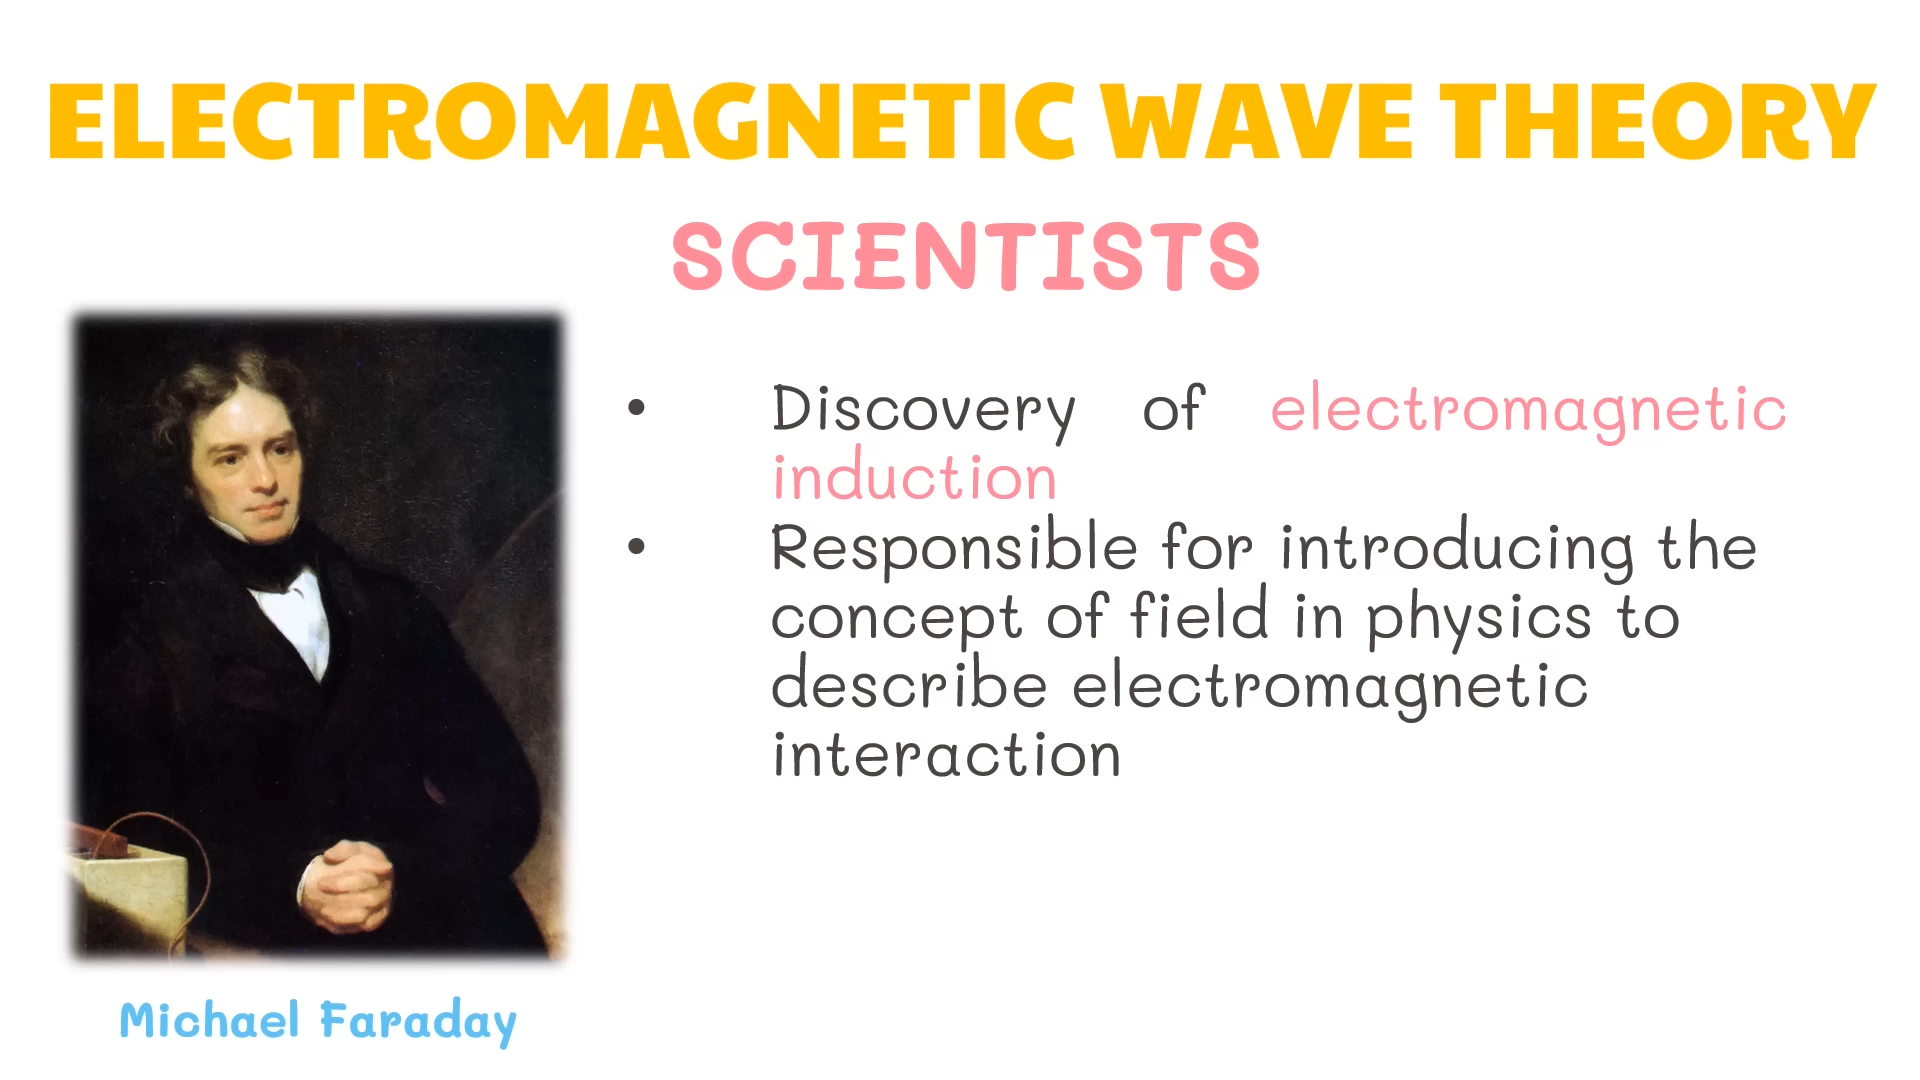 ELECTROMAGNETIC WAVE THEORY
SCIENTISTS
• Discovery of electromagnetic
induction
• Responsible for introducing the
concept of field in physics to
describe electromagnetic
interaction
Michael Faraday